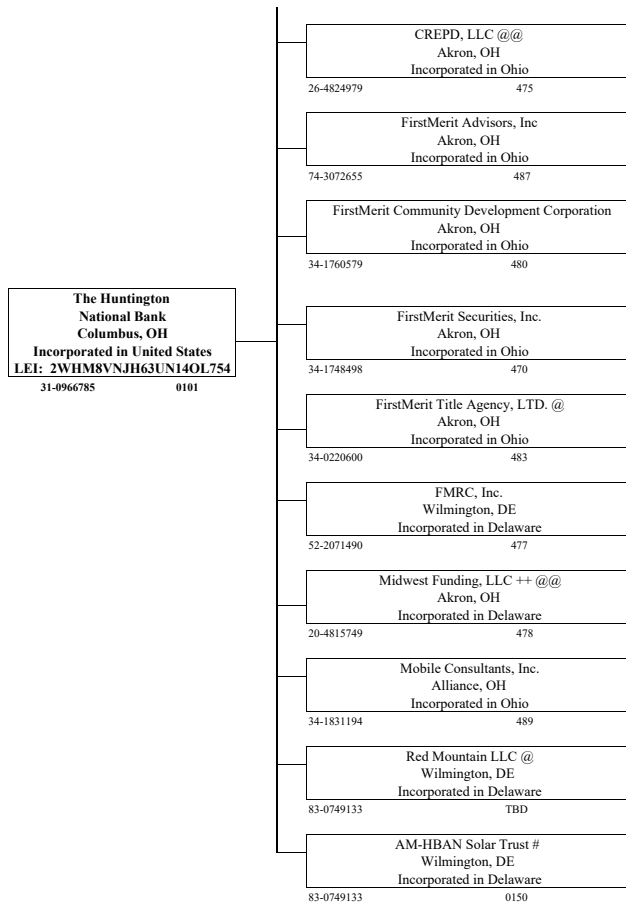 CREPD, LLC @@
Akron, OH
Incorporated in Ohio
26-4824979 475
FirstMerit Advisors, Inc
Akron, OH
Incorporated in Ohio
74-3072655 487
FirstMerit Community Development Corporation
Akron, OH
Incorporated in Ohio
34-1760579 480
The Huntington
National Bank
Columbus, OH
Incorporated in United States
LEI: 2WHM8VNJH63UN14OL754
31-0966785 0101
FirstMerit Securities, Inc.
Akron, OH
Incorporated in Ohio
34-1748498 470
FirstMerit Title Agency, LTD. @
Akron, OH
Incorporated in Ohio
34-0220600 483
FMRC, Inc.
Wilmington, DE
Incorporated in Delaware
52-2071490 477
Midwest Funding, LLC ++ @@
Akron, OH
Incorporated in Delaware
20-4815749 478
Mobile Consultants, Inc.
Alliance, OH
Incorporated in Ohio
34-1831194 489
Red Mountain LLC @
Wilmington, DE
Incorporated in Delaware
83-0749133 TBD
AM-HBAN Solar Trust #
Wilmington, DE
Incorporated in Delaware
83-0749133 0150